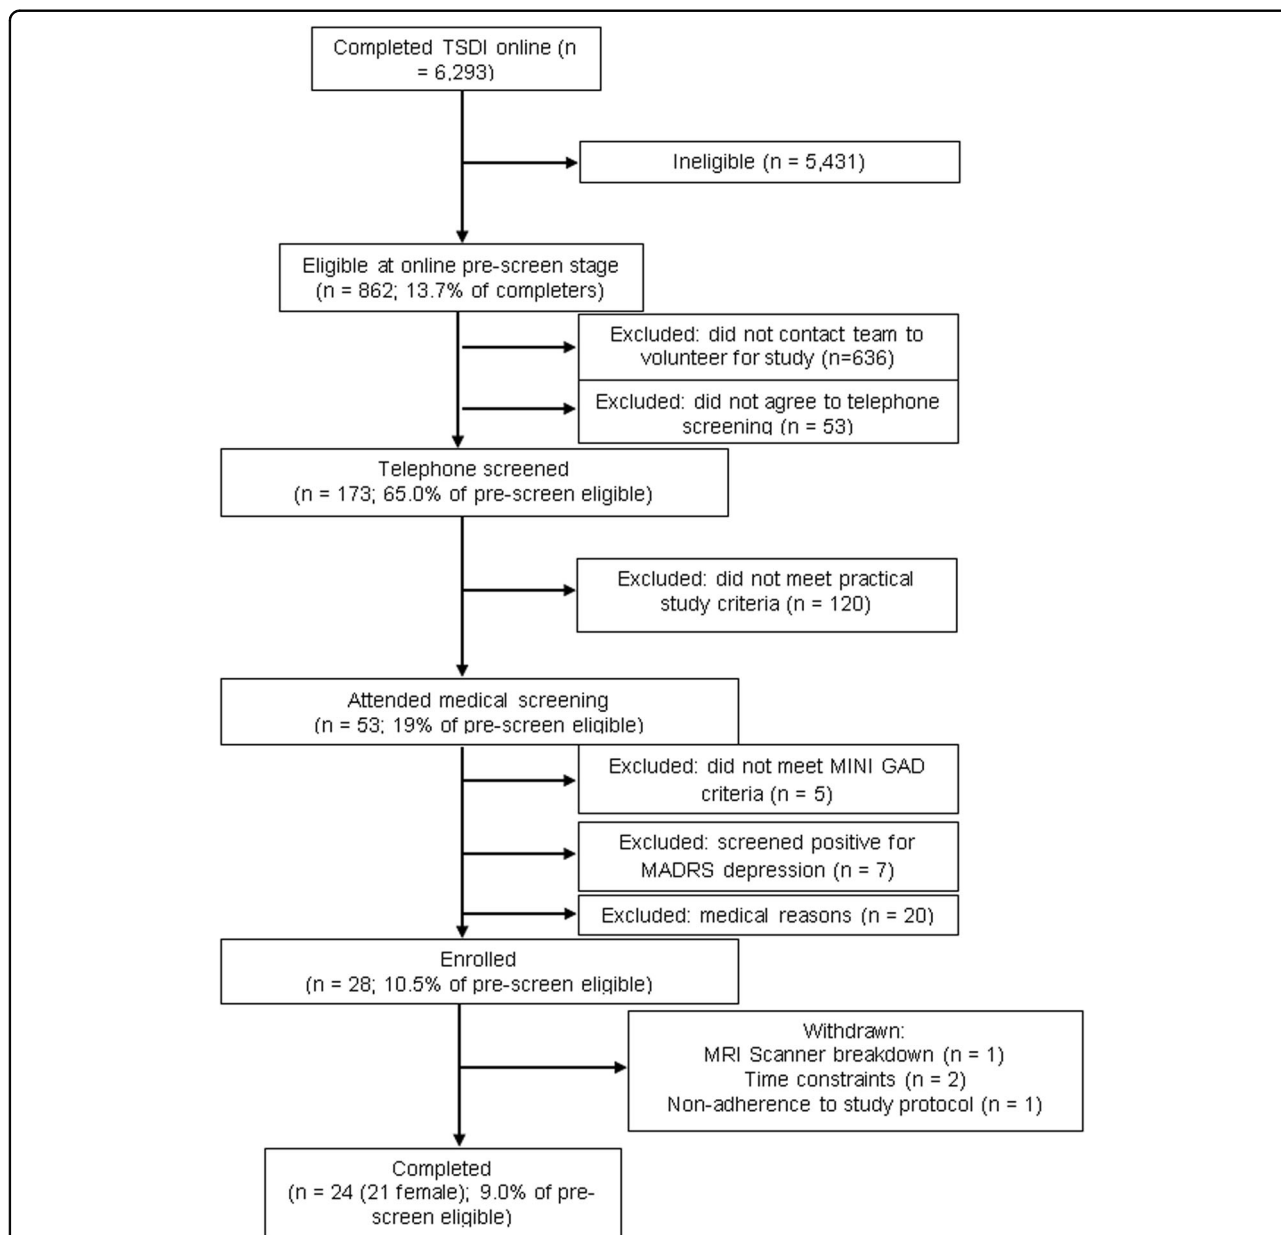 Completed TSDI online (n
= 6,293)
Ineligible (n = 5,431)
Eligible at online pre-screen stage
(n = 862; 13.7% of completers)
Excluded: did not contact team to
volunteer for study (n=636)
Excluded: did not agree to telephone
screening (n = 53)
Telephone screened
(n = 173; 65.0% of pre-screen eligible)
Excluded: did not meet practical
study criteria (n = 120)
Attended medical screening
(n = 53; 19% of pre-screen eligible)
Excluded: did not meet MINI GAD
criteria (n = 5)
Excluded: screened positive for
MADRS depression (n = 7)
Excluded: medical reasons (n = 20)
Enrolled
(n = 28; 10.5% of pre-screen eligible)
Withdrawn:
MRI Scanner breakdown (n = 1)
Time constraints (n = 2)
Non-adherence to study protocol (n = 1)
Completed
(n = 24 (21 female); 9.0% of pre-
screen eligible)